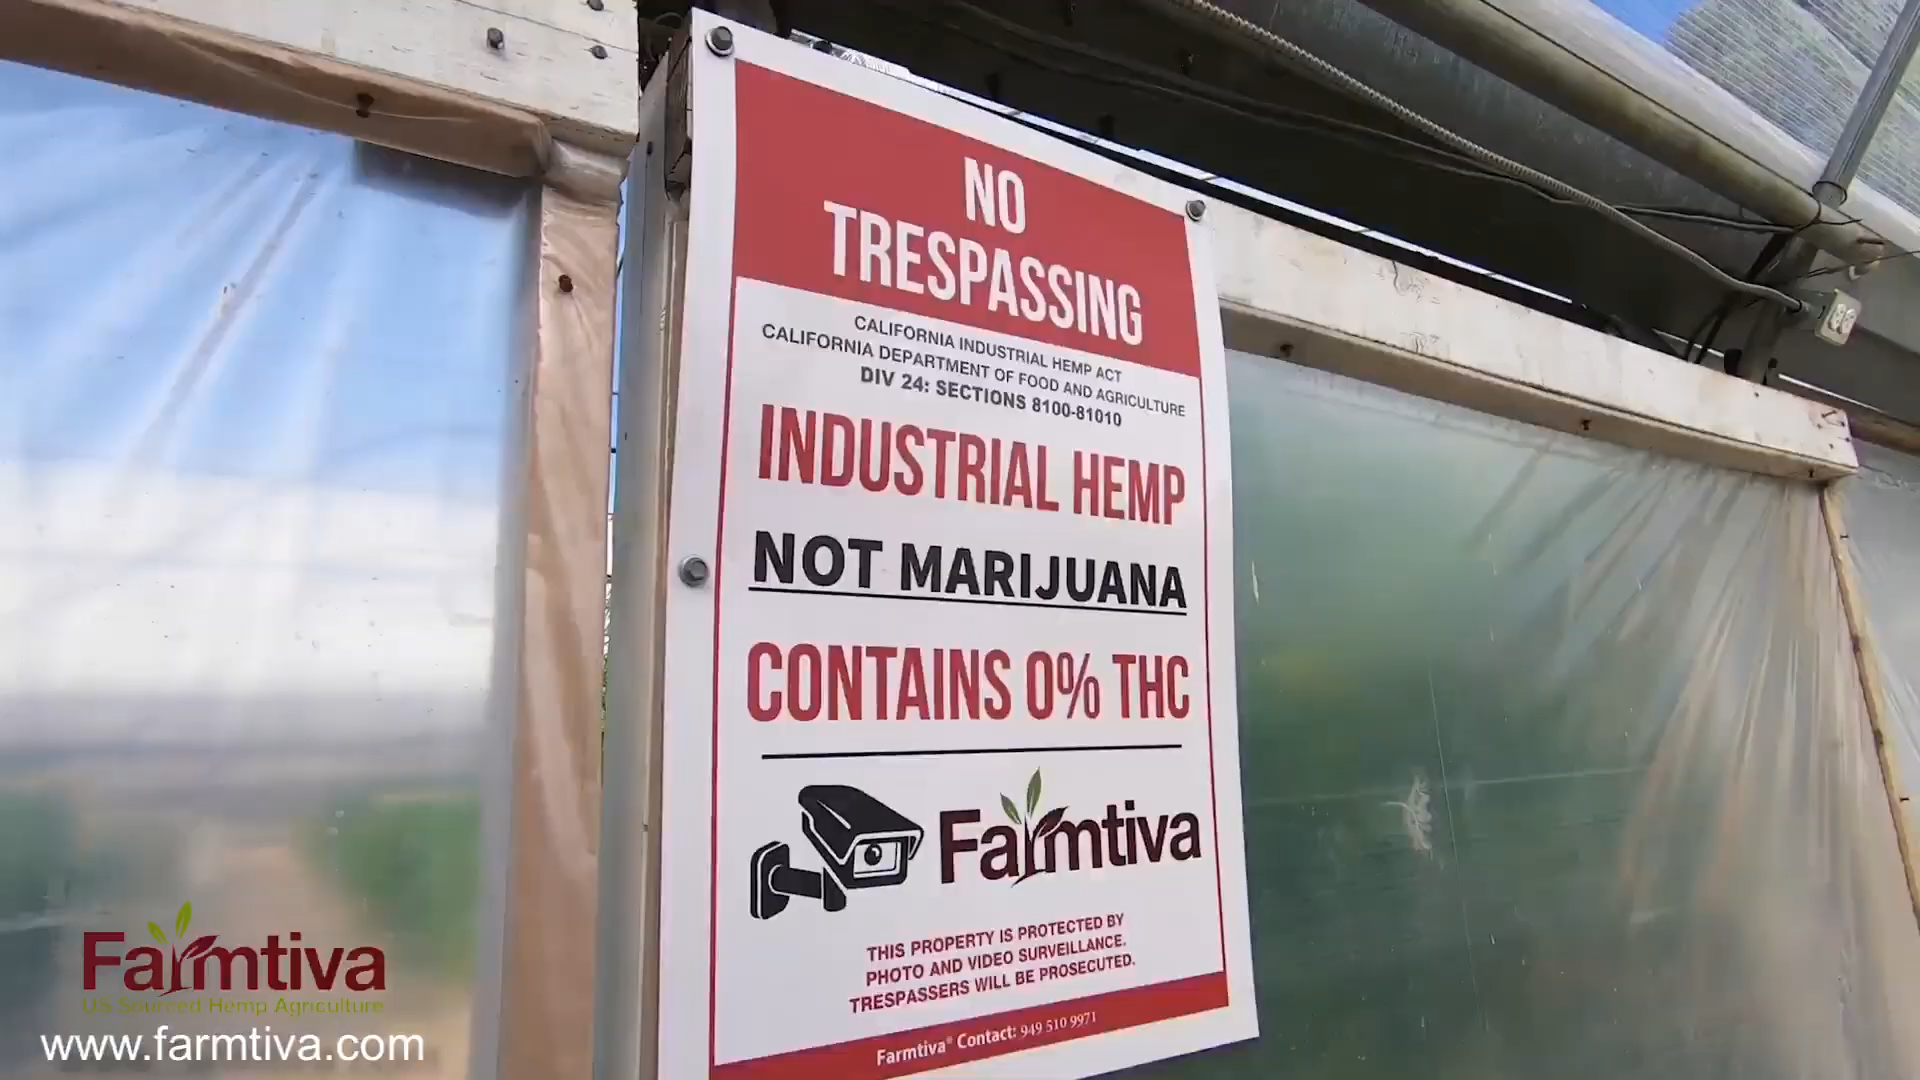 NO
TRESPASSING
CALIFORNIA INDUSTRIAL HEMP ACT
CALIFORNIA DEPARTMENT OF FOOD AND AGRICULTURE
DIV 24: SECTIONS 8100-81010
INDUSTRIAL HEMP
NOT MARIJUANA
CONTAINS 0% THC
Farmtiva
THIS PROPERTY IS PROTECTED BY
PHOTO AND VIDEO SURVEILLANCE.
TRESPASSERS WILL BE PROSECUTED.
Farmtiva® Contact: 949 510 9971
Farmtiva
US Sourced Hemp Agriculture
www.farmtiva.com